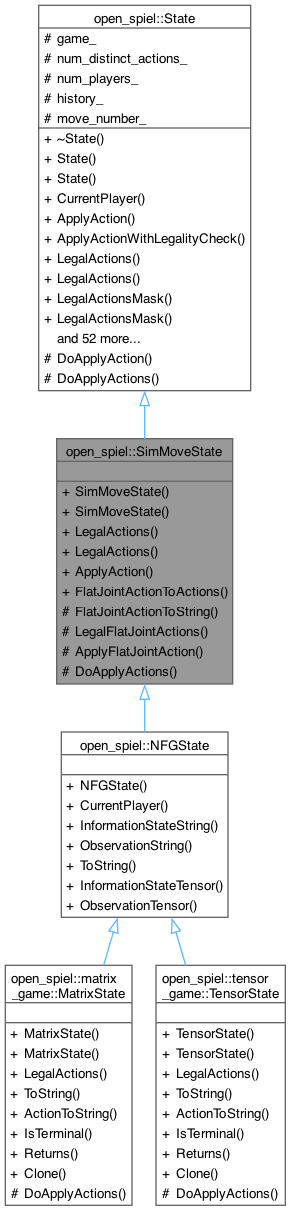 open_spiel::State
# game_
# num_distinct_actions_
# num_players_
# history_
# move_number_
+ ~State()
+ State()
+ State()
+ CurrentPlayer()
+ ApplyAction()
+ ApplyActionWithLegalityCheck()
+ LegalActions()
+ LegalActions()
+ LegalActionsMask()
+ LegalActionsMask()
and 52 more...
# DoApplyAction()
# DoApplyActions()
open_spiel::SimMoveState
+ SimMoveState()
+ SimMoveState()
+ LegalActions()
+ LegalActions()
+ ApplyAction()
+ FlatJointActionToActions()
# FlatJointActionToString()
# LegalFlatJointActions()
# ApplyFlatJointAction()
# DoApplyActions()
open_spiel::NFGState
+ NFGState()
+ CurrentPlayer()
+ InformationStateString()
+ ObservationString()
+ ToString()
+ InformationStateTensor()
+ ObservationTensor()
open_spiel::matrix
_game::MatrixState
+ MatrixState()
+ MatrixState()
+ LegalActions()
+ ToString()
+ ActionToString()
+ IsTerminal()
+ Returns()
+ Clone()
# DoApplyActions()
open_spiel::tensor
_game::TensorState
+ TensorState()
+ TensorState()
+ LegalActions()
+ ToString()
+ ActionToString()
+ IsTerminal()
+ Returns()
+ Clone()
# DoApplyActions()